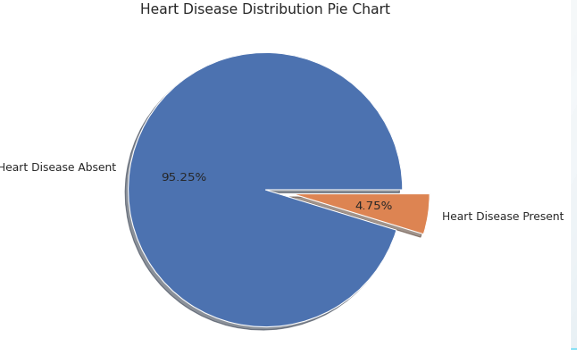 Heart Disease Distribution Pie Chart
Heart Disease Absent
95.25%
4.75%
Heart Disease Present